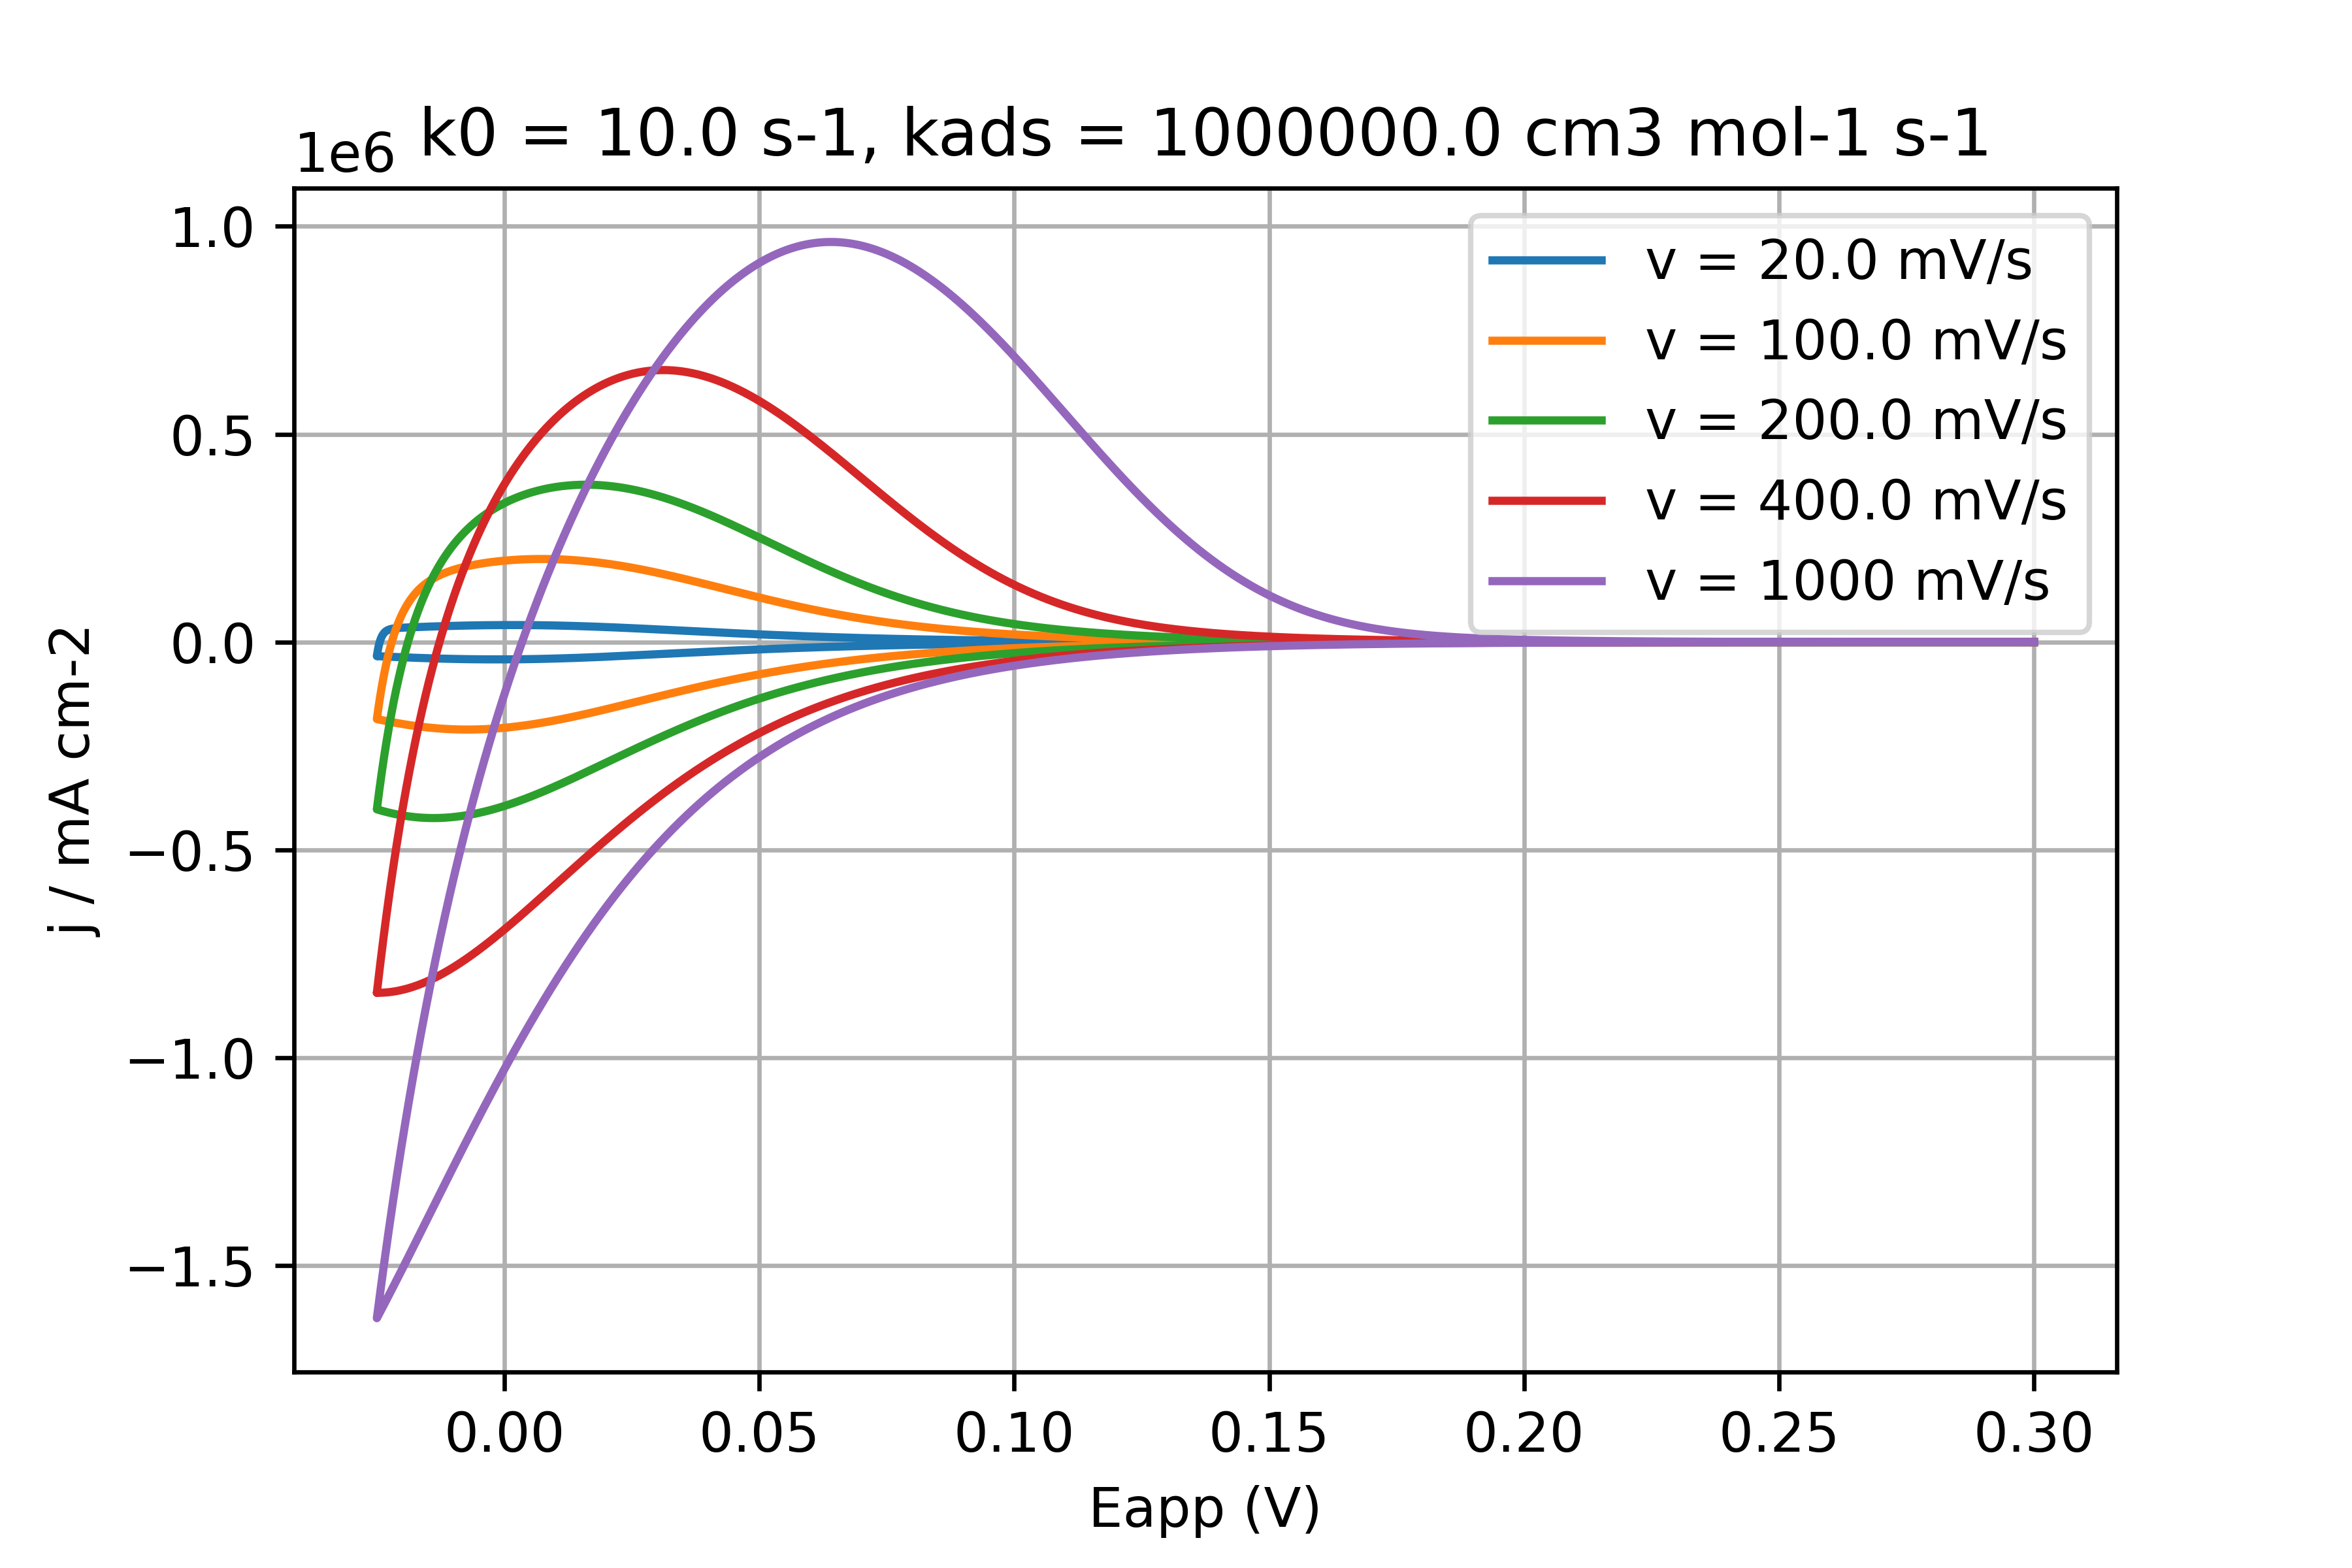 k0 = 10.0 s-1, kads = 1000000.0 cm3 mol-1 s-1
1e6
1.0
0.5
0.0
−0.5
−1.0
−1.5
j / mA cm-2
v = 20.0 mV/s
v = 100.0 mV/s
v = 200.0 mV/s
v = 400.0 mV/s
v = 1000 mV/s
0.00 0.05 0.10 0.15 0.20 0.25 0.30
Eapp (V)